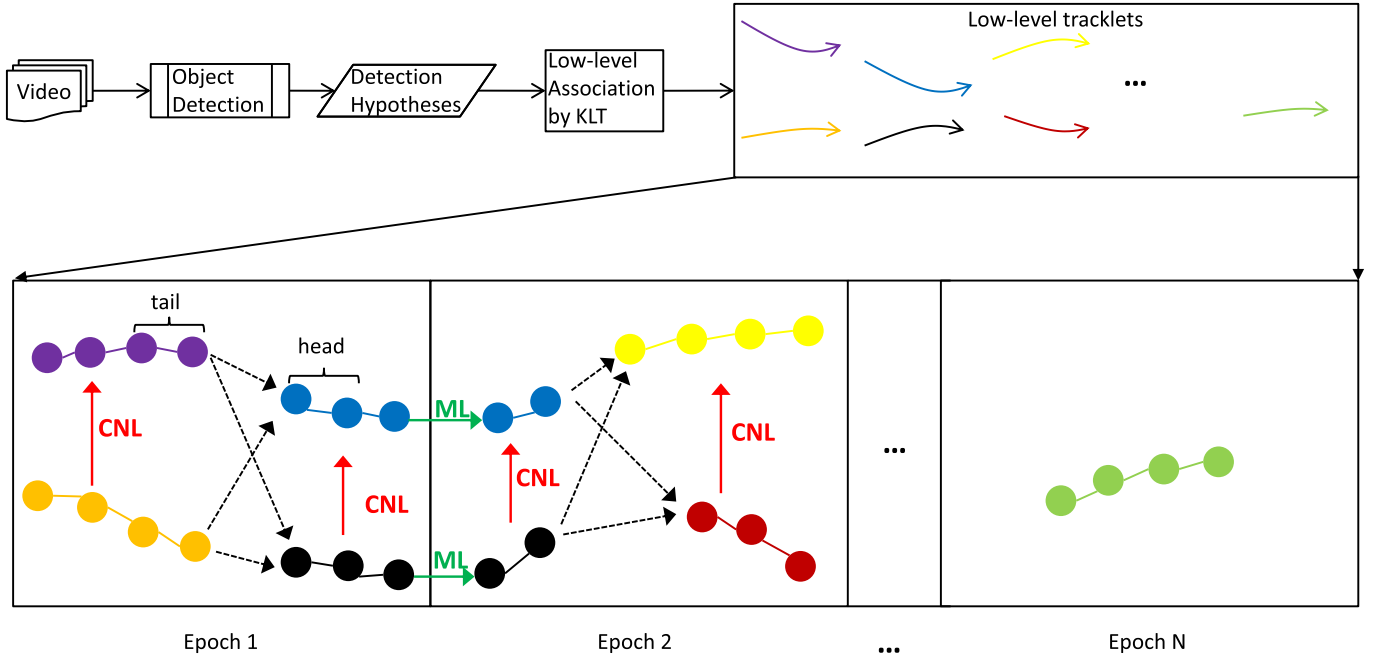 Low-level tracklets
Video
Object
Detection
Detection
Hypotheses
Low-level
Association
by KLT
...
tail
head
CNL
CNL
ML
ML
CNL
CNL
...
Epoch 1
Epoch 2
...
Epoch N